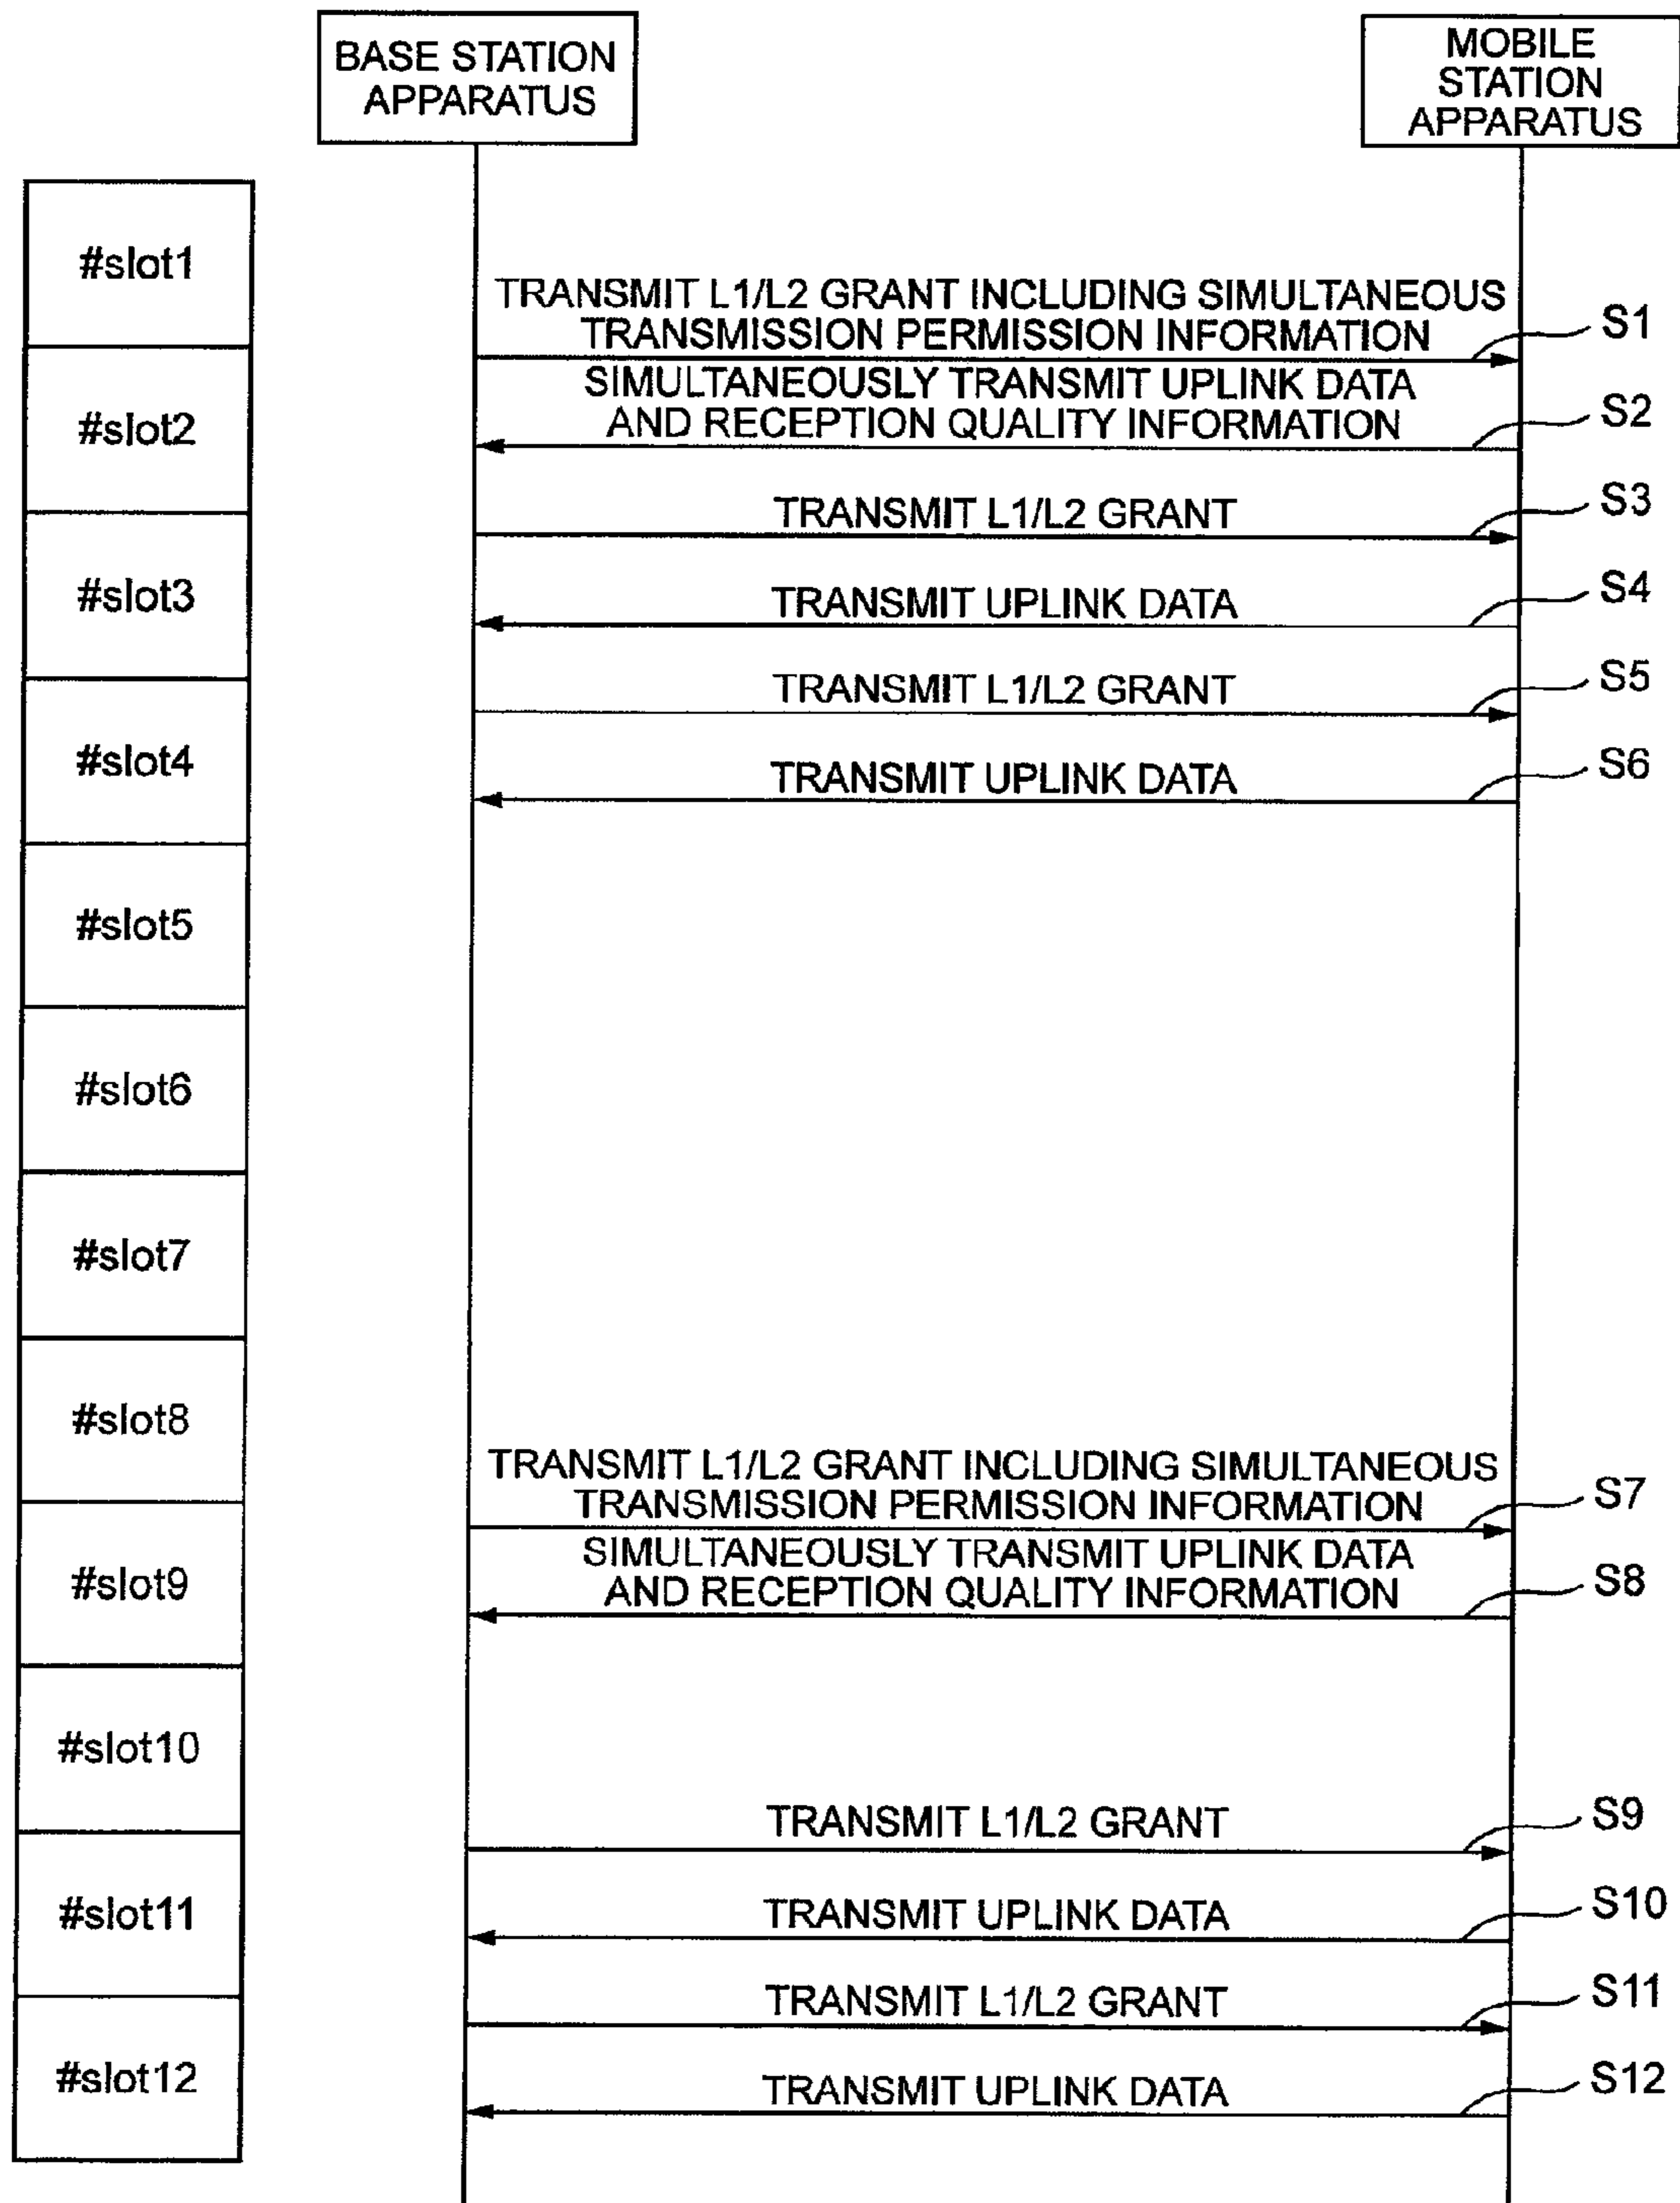 BASE STATION
APPARATUS
MOBILE
STATION
APPARATUS
#slot1
TRANSMIT L1/L2 GRANT INCLUDING SIMULTANEOUS
TRANSMISSION PERMISSION INFORMATION
S1
#slot2
SIMULTANEOUSLY TRANSMIT UPLINK DATA
AND RECEPTION QUALITY INFORMATION
S2
TRANSMIT L1/L2 GRANT
S3
#slot3
TRANSMIT UPLINK DATA
S4
TRANSMIT L1/L2 GRANT
S5
#slot4
TRANSMIT UPLINK DATA
S6
#slot5
#slot6
#slot7
#slot8
TRANSMIT L1/L2 GRANT INCLUDING SIMULTANEOUS
TRANSMISSION PERMISSION INFORMATION
S7
#slot9
SIMULTANEOUSLY TRANSMIT UPLINK DATA
AND RECEPTION QUALITY INFORMATION
S8
#slot10
TRANSMIT L1/L2 GRANT
S9
#slot11
TRANSMIT UPLINK DATA
S10
TRANSMIT L1/L2 GRANT
S11
#slot12
TRANSMIT UPLINK DATA
S12